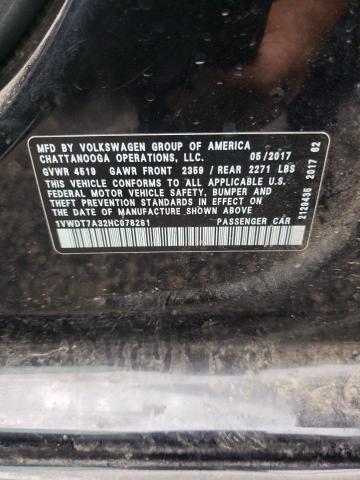 MFD BY VOLKSWAGEN GROUP OF AMERICA
CHATTANOOGA OPERATIONS, LLC. 05/2017
GVWR 4519 GAWR FRONT 2359 / REAR 2271 LBS
THIS VEHICLE CONFORMS TO ALL APPLICABLE U.S.
FEDERAL MOTOR VEHICLE SAFETY, BUMPER AND
THEFT PREVENTION STANDARDS IN EFFECT ON THE
DATE OF MANUFACTURE SHOWN ABOVE.
1VWDT7A32HC078281 PASSENGER CAR
2129435 2017 02